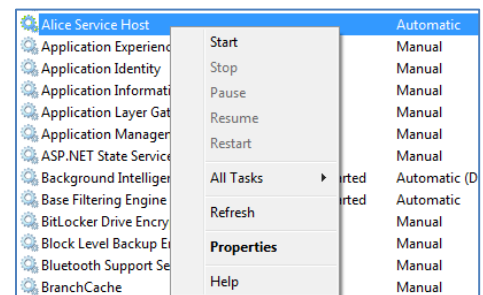 Alice Service Host Automatic
Application Experienc Start Manual
Application Identity Stop Manual
Application Informati Pause Manual
Application Layer Gat Resume Manual
Application Manager Restart Manual
ASP.NET State Service Manual
Background Intelliger All Tasks rted Automatic (D
Base Filtering Engine rted Automatic
BitLocker Drive Encry Refresh Manual
Block Level Backup E Properties Manual
Bluetooth Support Se Manual
BranchCache Help Manual